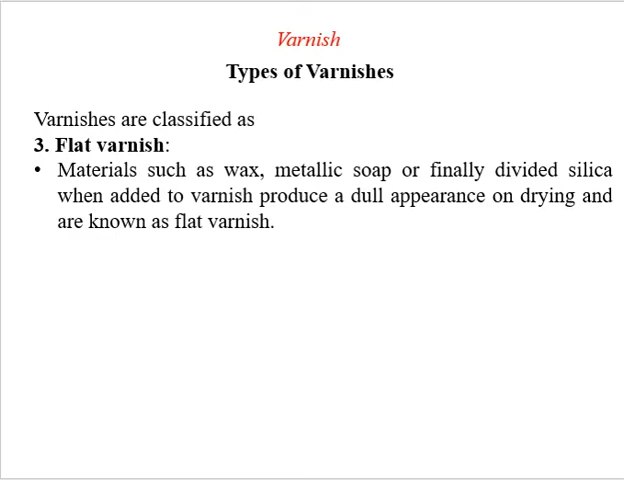 Varnish
Types of Varnishes
Varnishes are classified as
3. Flat varnish:
• Materials such as wax, metallic soap or finally divided silica
when added to varnish produce a dull appearance on drying and
are known as flat varnish.